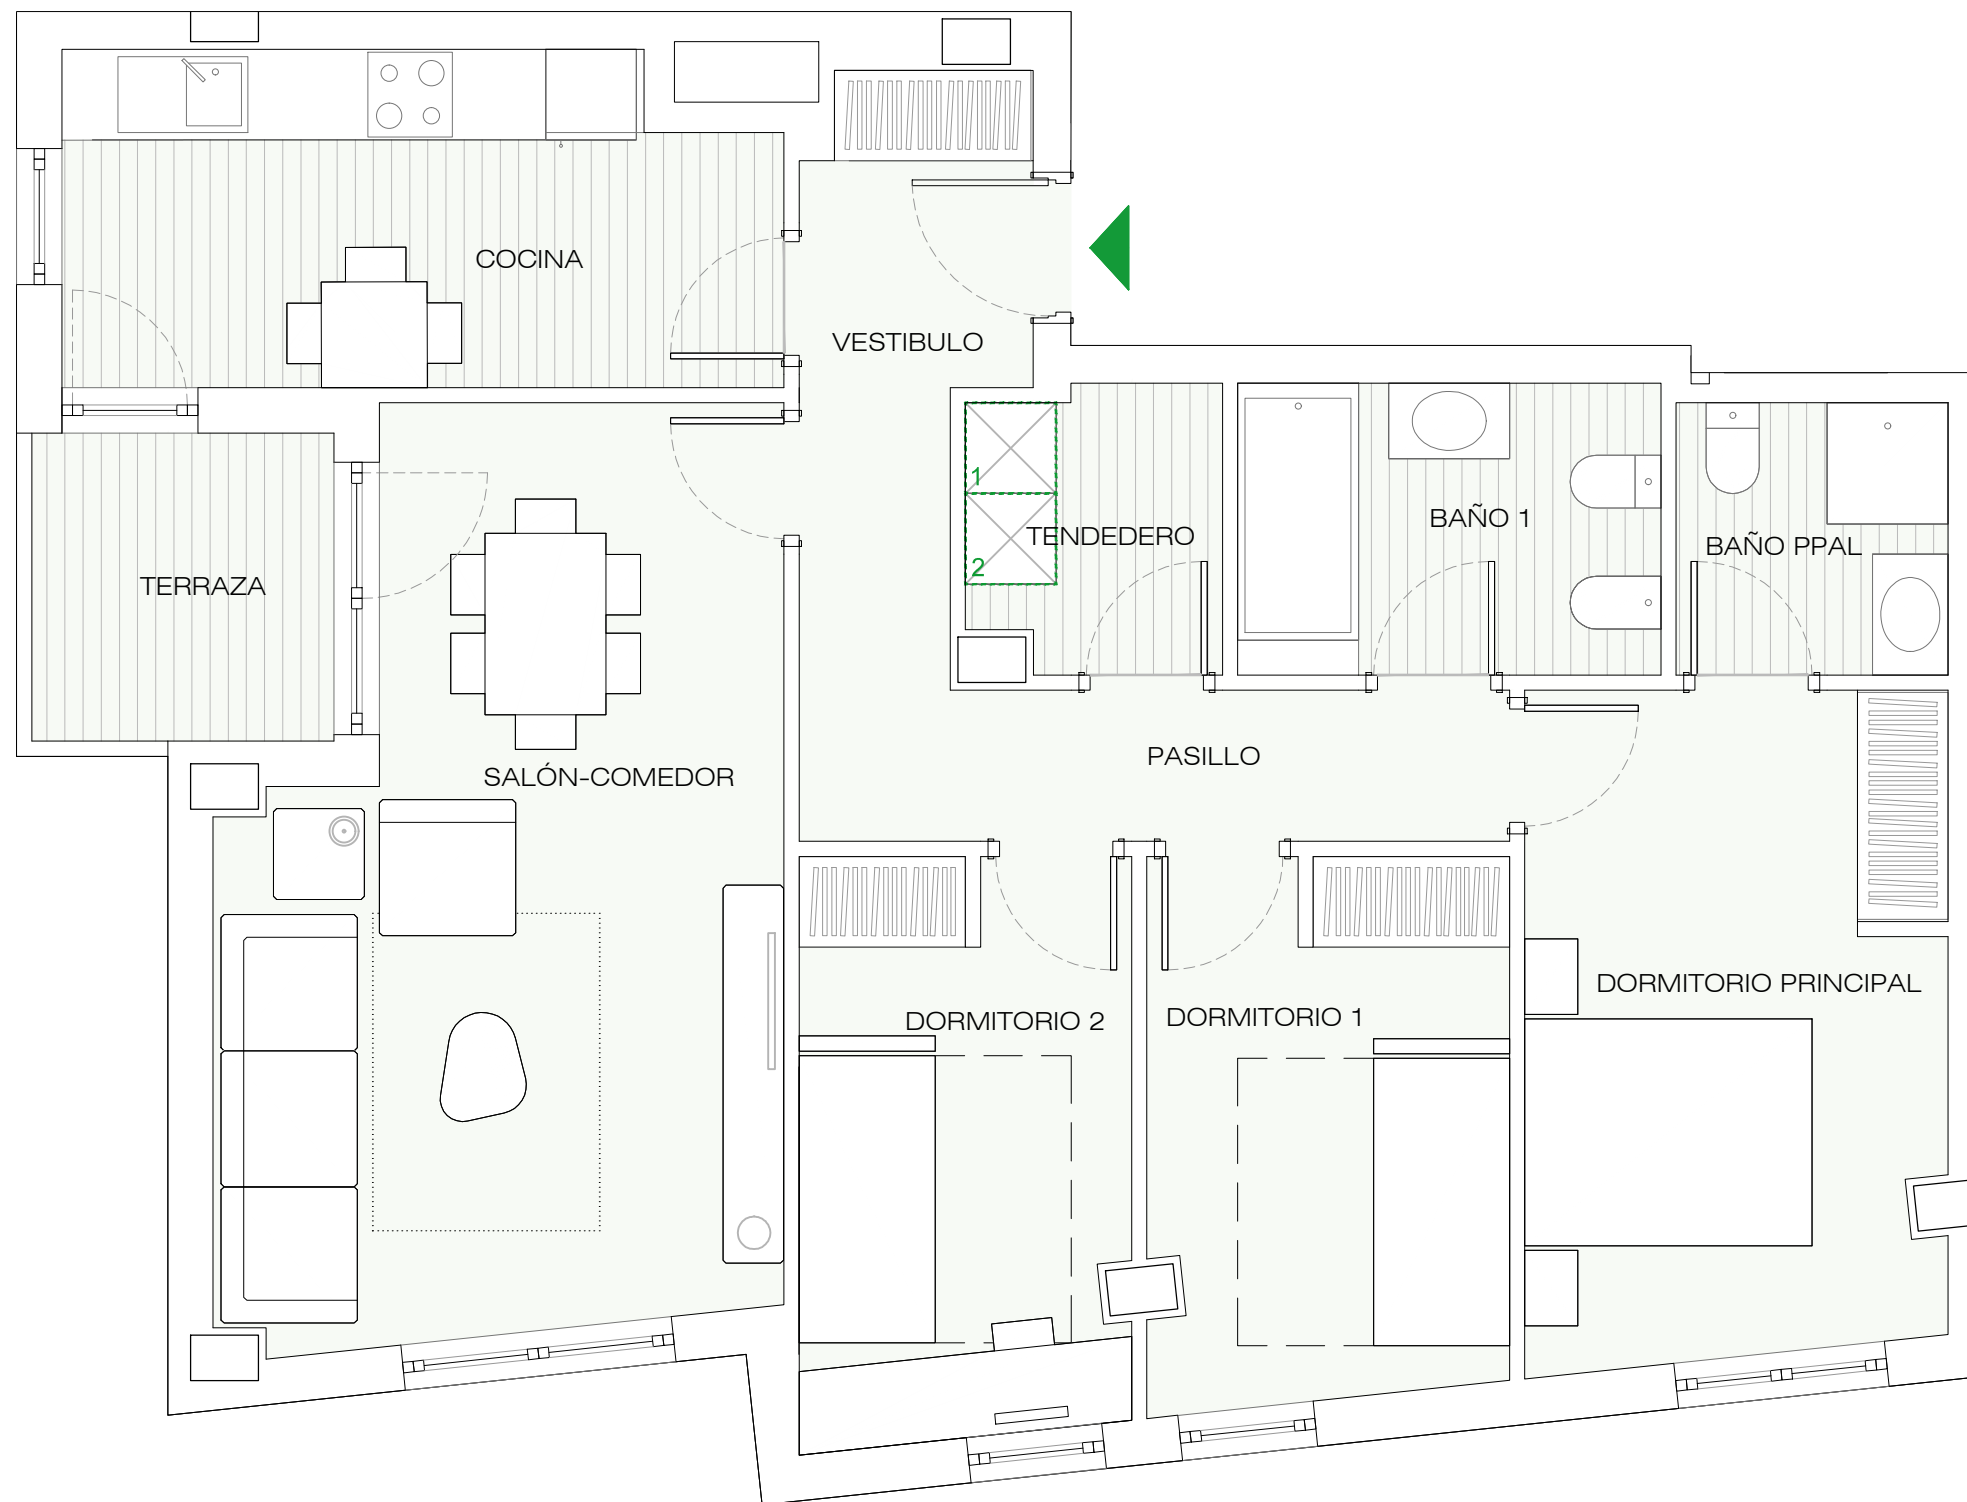 COCINA
VESTIBULO
1
BAÑO 1
TENDEDERO
BAÑO PPAL
2
TERRAZA
PASILLO
SALÓN-COMEDOR
DORMITORIO PRINCIPAL
DORMITORIO 2
DORMITORIO 1